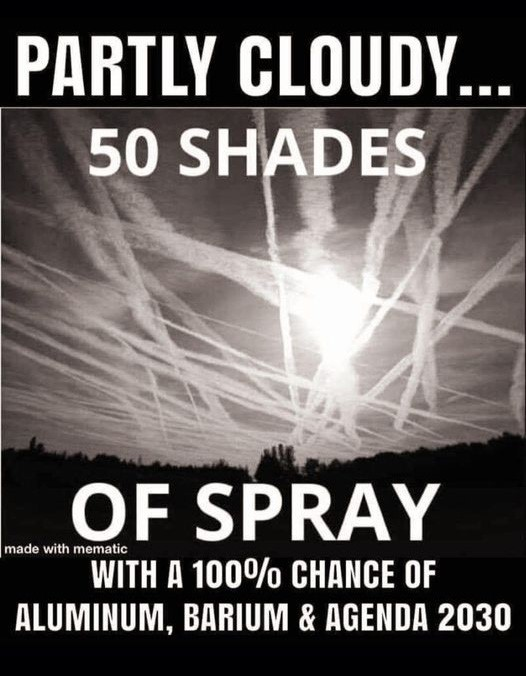 PARTLY CLOUDY...
50 SHADES
OF SPRAY
made with mematic
WITH A 100% CHANCE OF
ALUMINUM, BARIUM & AGENDA 2030